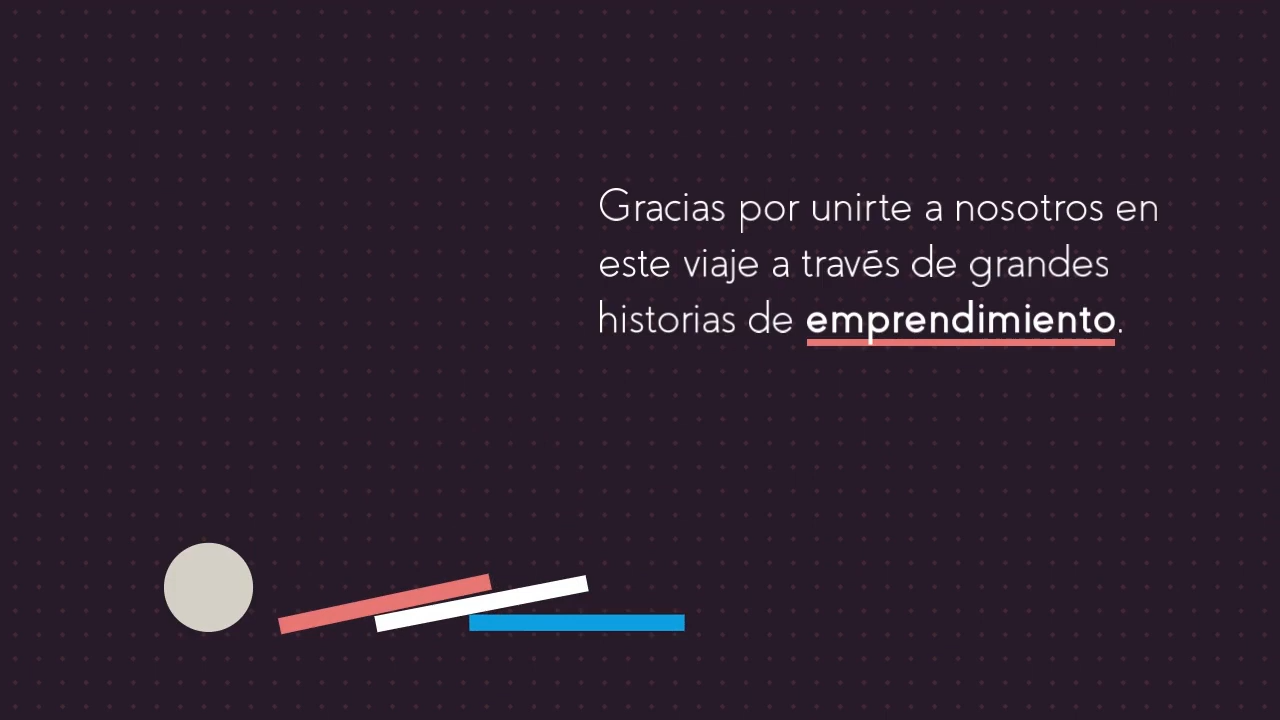 Gracias por unirte a nosotros en
este viaje a través de grandes
historias de emprendimiento.